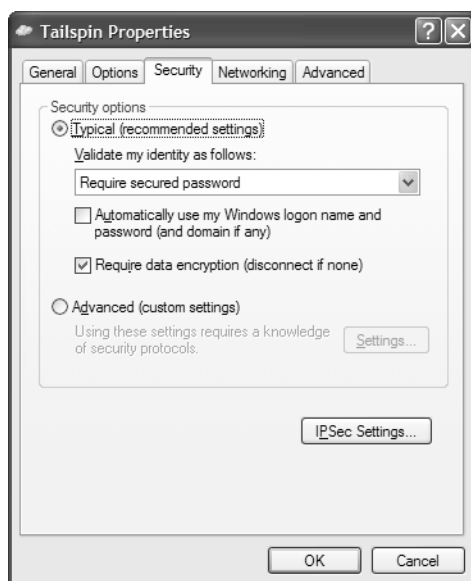 Tailspin Properties
General Options Security Networking Advanced
Security options
Typical (recommended settings)
Validate my identity as follows:
Require secured password
Automatically use my Windows logon name and
password (and domain if any)
Require data encryption (disconnect if none)
Advanced (custom settings)
Using these settings requires a knowledge
of security protocols.
Settings...
IPSec Settings...
OK Cancel